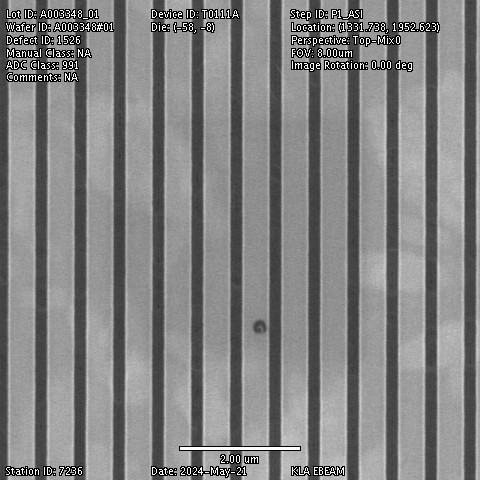 Lot ID: A003348_01
Wafer ID: A003348#01
Defect ID: 1526
Manual Class: NA
ADC Class: 991
Comments: NA
Device ID: T0111A
Die: (-58, -8)
Step ID: P1_ASI
Location: (1331.738, 1952.623)
Perspective: Top-Mix0
FOV: 8.00um
Image Rotation: 0.00 deg
2.00 um
Station ID: 7236
Date: 2024-May-21
KLA EBEAM